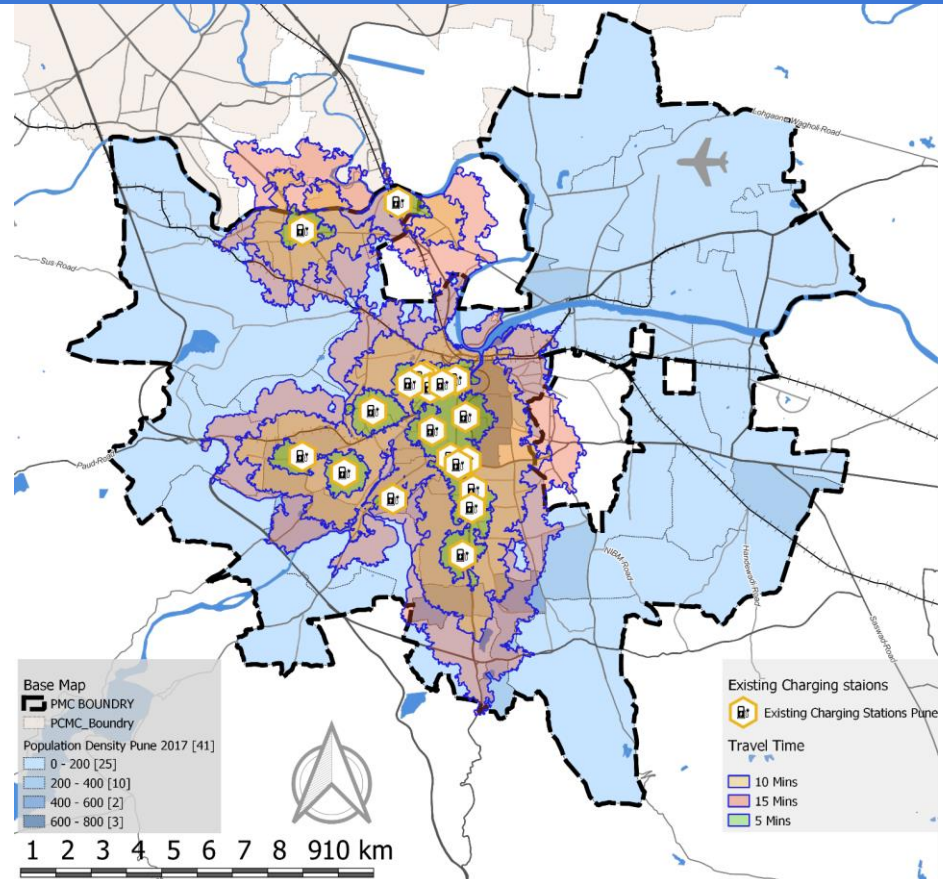 Lohgaong-Wagholi Road
Sus-Road
Paud-Road
NIBM-Road
Handewadi-Road
Saswad-Road
Base Map
PMC BOUNDRY
PCMC_Boundry
Population Density Pune 2017 [41]
0 - 200 [25]
200 - 400 [10]
400 - 600 [2]
600 - 800 [3]
Existing Charging staions
Existing Charging Stations Pune
Travel Time
10 Mins
15 Mins
5 Mins
1 2 3 4 5 6 7 8 910 km